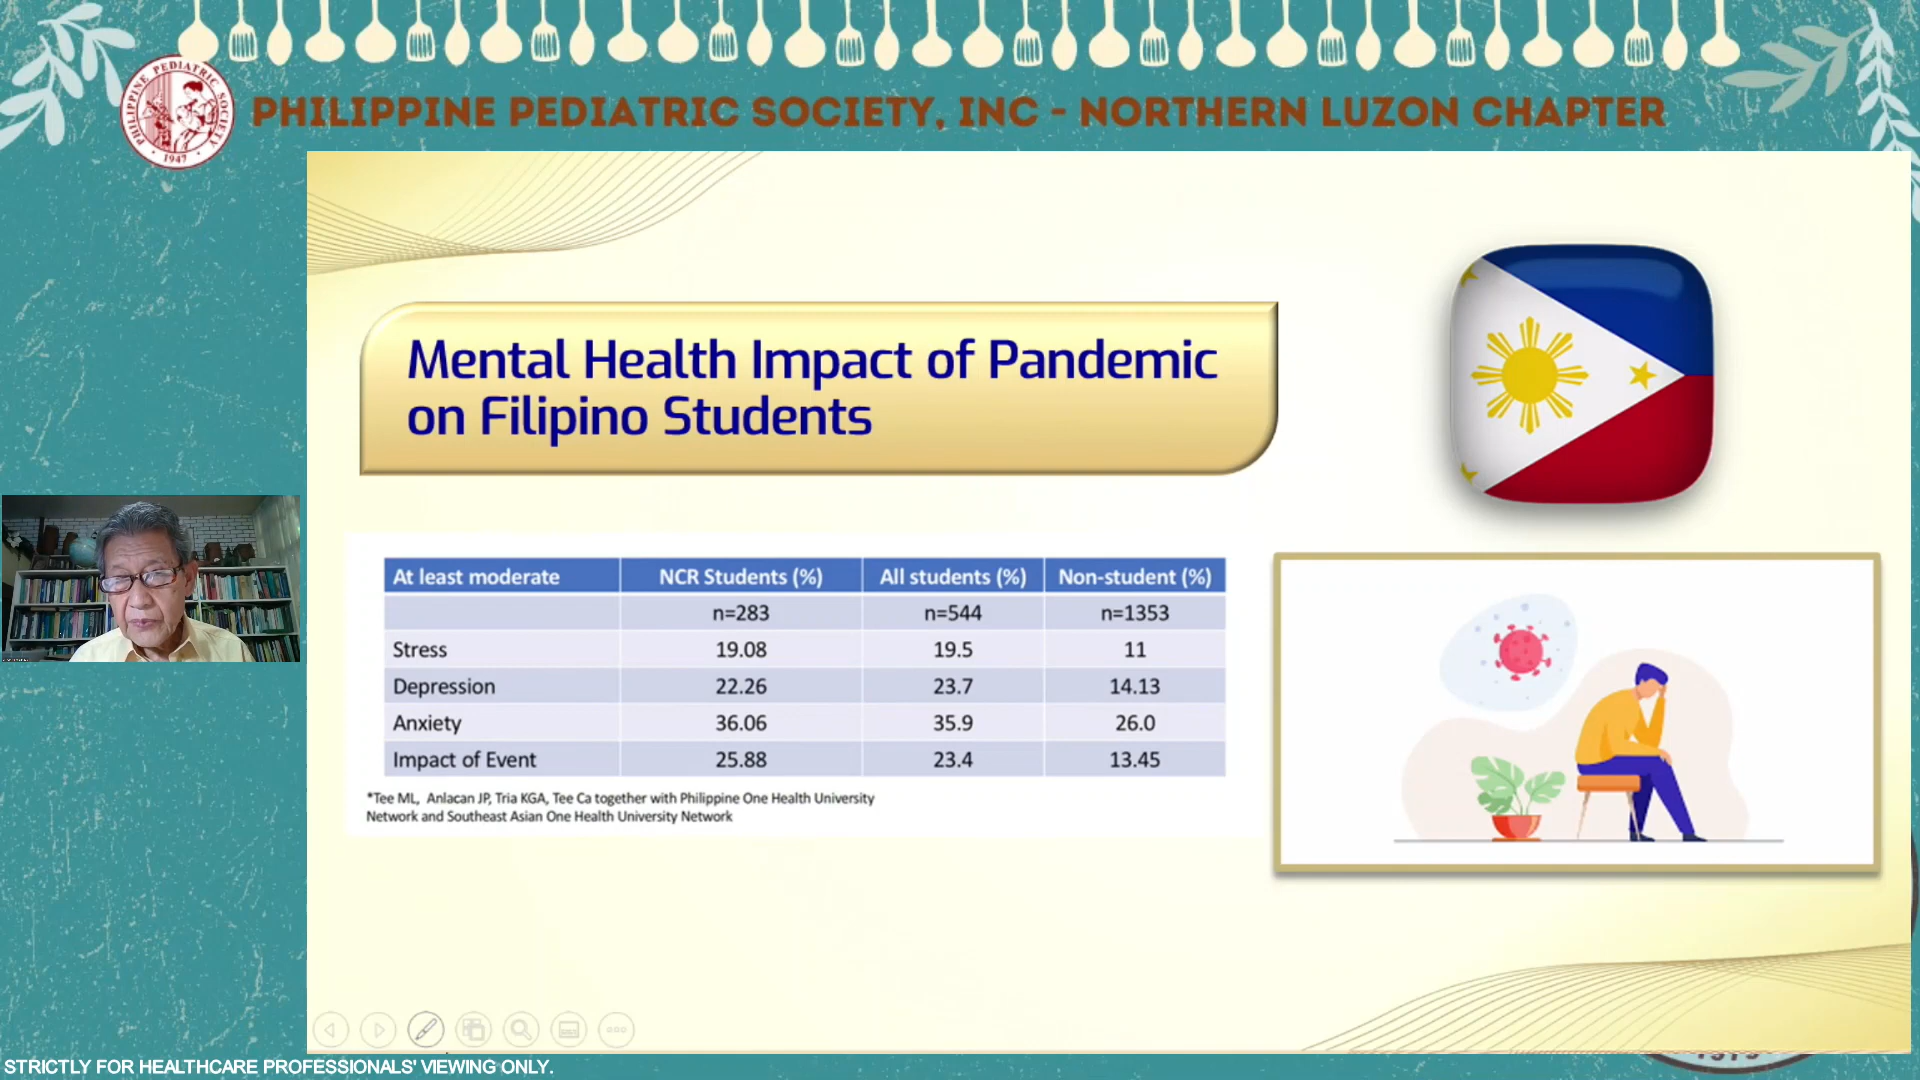 PHILIPPINE PEDIATRIC SOCIETY
1947
PHILIPPINE PEDIATRIC SOCIETY, INC - NORTHERN LUZON CHAPTER
Mental Health Impact of Pandemic
on Filipino Students
At least moderate NCR Students (%) All students (%) Non-student (%)
n=283 n=544 n=1353
Stress 19.08 19.5 11
Depression 22.26 23.7 14.13
Anxiety 36.06 35.9 26.0
Impact of Event 25.88 23.4 13.45
*Tee ML, Anlacan JP, Tria KGA, Tee Ca together with Philippine One Health University
Network and Southeast Asian One Health University Network
STRICTLY FOR HEALTHCARE PROFESSIONALS' VIEWING ONLY.